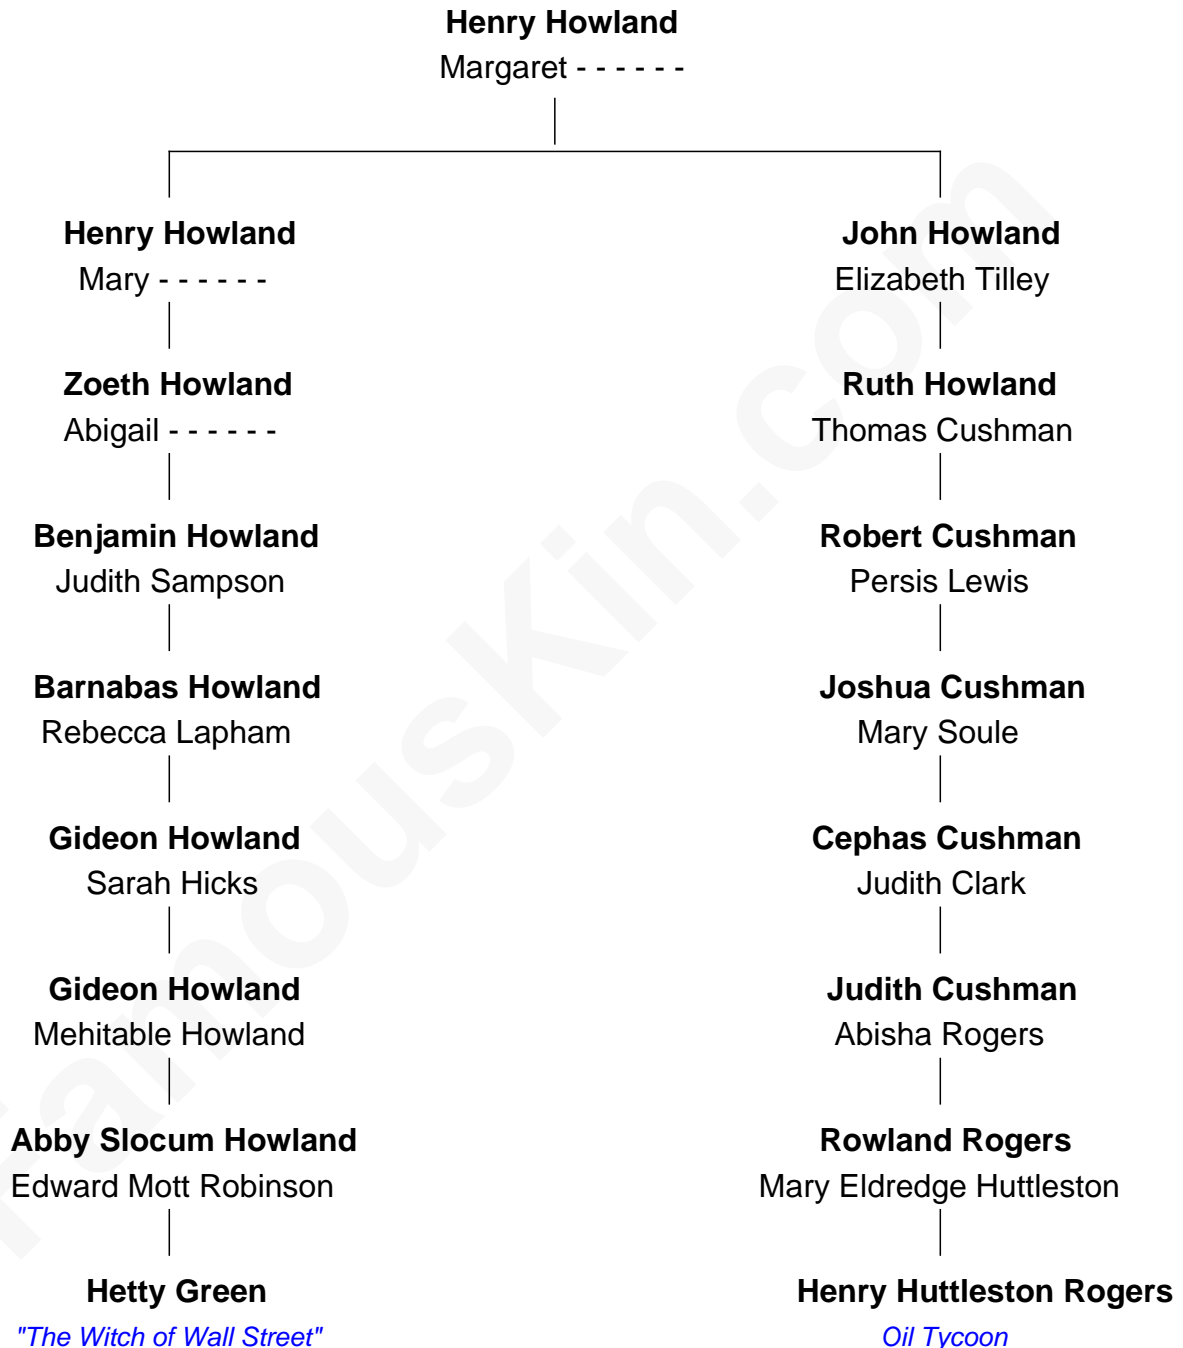 Henry Howland
Margaret - - - - - -
Henry Howland
Mary - - - - - -
John Howland
Elizabeth Tilley
Zoeth Howland
Abigail - - - - - -
Ruth Howland
Thomas Cushman
Benjamin Howland
Judith Sampson
Robert Cushman
Persis Lewis
Barnabas Howland
Rebecca Lapham
Joshua Cushman
Mary Soule
Gideon Howland
Sarah Hicks
Cephas Cushman
Judith Clark
Gideon Howland
Mehitable Howland
Judith Cushman
Abisha Rogers
Abby Slocum Howland
Edward Mott Robinson
Rowland Rogers
Mary Eldredge Huttleston
Hetty Green
"The Witch of Wall Street"
Henry Huttleston Rogers
Oil Tycoon
FamousKin.com